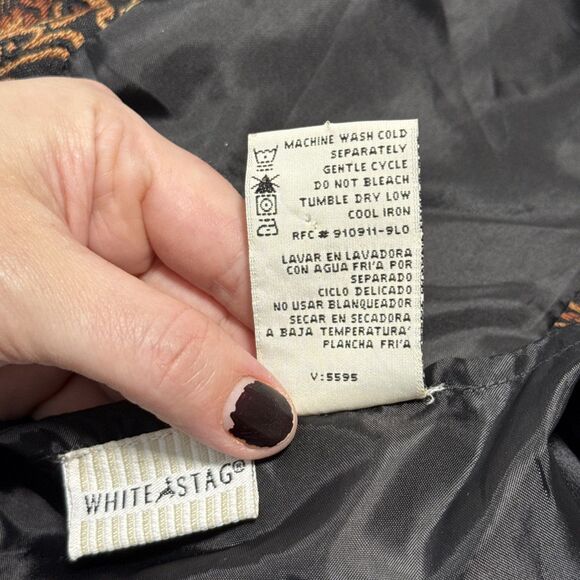 MACHINE WASH COLD
SEPARATELY
GENTLE CYCLE
DO NOT BLEACH
TUMBLE DRY LOW
COOL IRON
RFC # 910911-9L0
LAVAR EN LAVADORA
CON AGUA FRI'A POR
SEPARADO
CICLO DELICADO
NO USAR BLANQUEADOR
SECAR EN SECADORA
A BAJA TEMPERATURA'
PLANCHA FRI'A
V:5595
WHITE STAG®